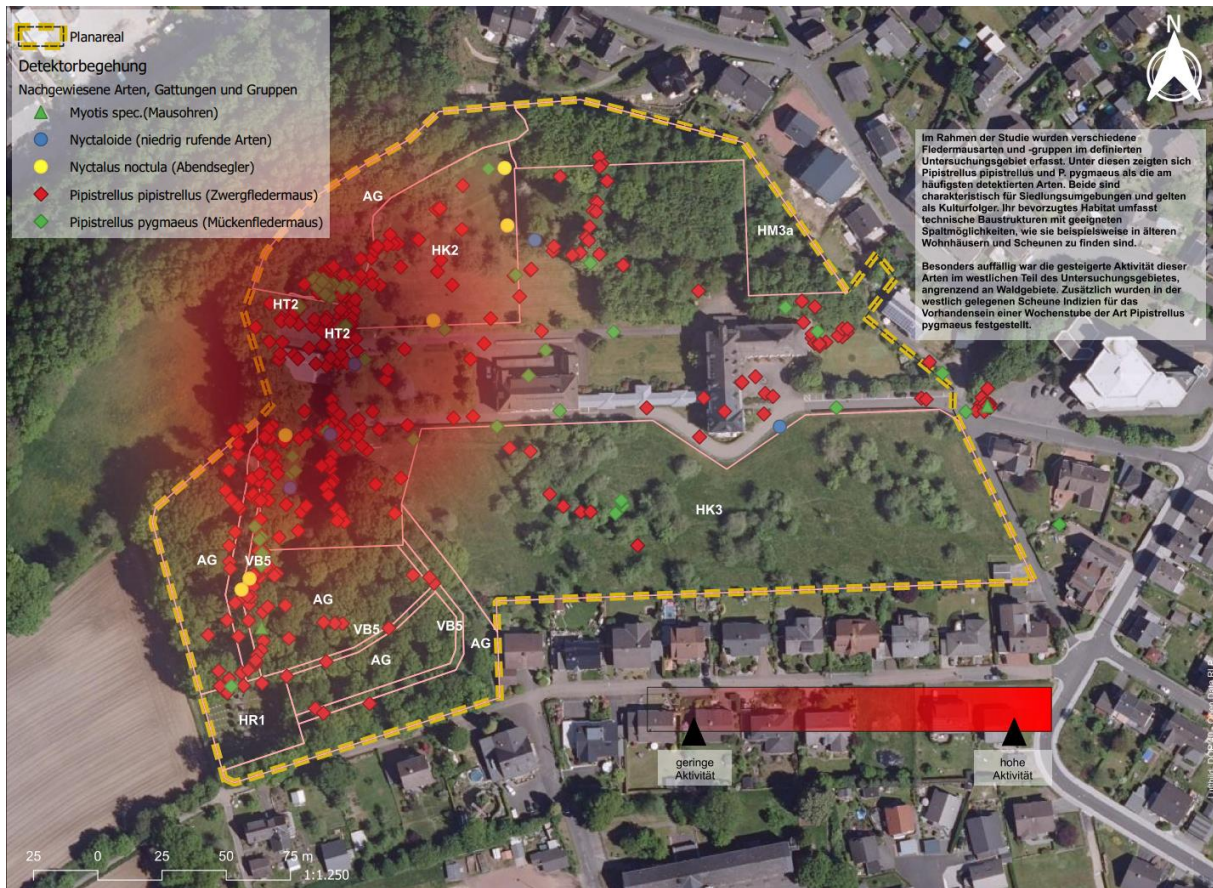 Planareal
Detektorbegehung
Nachgewiesene Arten, Gattungen und Gruppen
Myotis spec.(Mausohren)
Nyctaloide (niedrig rufende Arten)
Nyctalus noctula (Abendsegler)
Pipistrellus pipistrellus (Zwergfledermaus)
Pipistrellus pygmaeus (Mückenfledermaus)
N
Im Rahmen der Studie wurden verschiedene
Fledermausarten und -gruppen im definierten
Untersuchungsgebiet erfasst. Unter diesen zeigten sich
Pipistrellus pipistrellus und P. pygmaeus als die am
häufigsten detektierten Arten. Beide sind
charakteristisch für Siedlungsumgebungen und gelten
als Kulturfolger. Ihr bevorzugtes Habitat umfasst
technische Baustrukturen mit geeigneten
Spaltmöglichkeiten, wie sie beispielsweise in älteren
Wohnhäusern und Scheunen zu finden sind.
Besonders auffällig war die gesteigerte Aktivität dieser
Arten im westlichen Teil des Untersuchungsgebietes,
angrenzend an Waldgebiete. Zusätzlich wurden in der
westlich gelegenen Scheune Indizien für das
Vorhandensein einer Wochenstube der Art Pipistrellus
pygmaeus festgestellt.
AG
HK2
HM3a
HT2
HT2
HK3
AG
VB5
AG
VB5
VB5
AG
AG
HR1
geringe
Aktivität
hohe
Aktivität
25 0 25 50 75 m
1:1.250